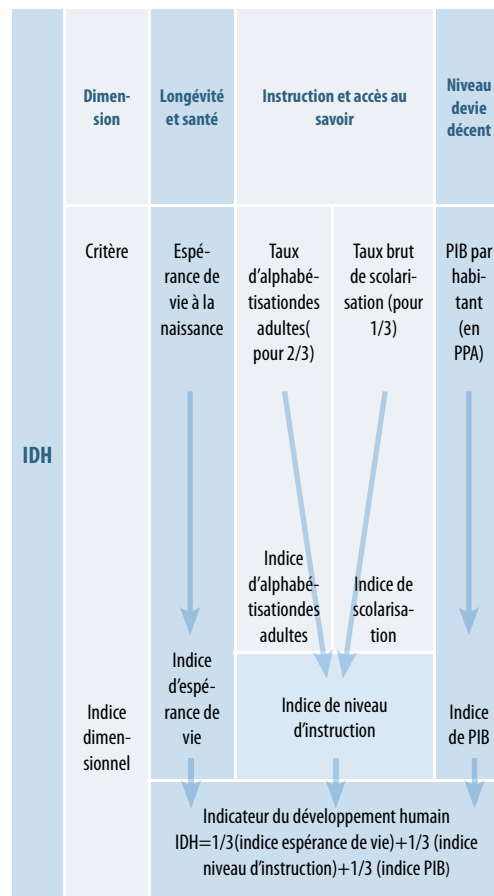 IDH
Dimen-
sion
Longévité
et santé
Instruction et accès au
savoir
Niveau
devie
décent
Critère
Espé-
rance de
vie à la
naissance
Taux
d'alphabé-
tisationdes
adultes(
pour 2/3)
Taux brut
de scolari-
sation (pour
1/3)
PIB par
habi-
tant
(en
PPA)
Indice
d'alphabé-
tisationdes
adultes
Indice de
scolarisa-
tion
Indice
dimen-
sionnel
Indice
d'espé-
rance de
vie
Indice de niveau
d'instruction
Indice
de PIB
Indicateur du développement humain
IDH=1/3(indice espérance de vie)+1/3 (indice
niveau d'instruction)+1/3 (indice PIB)